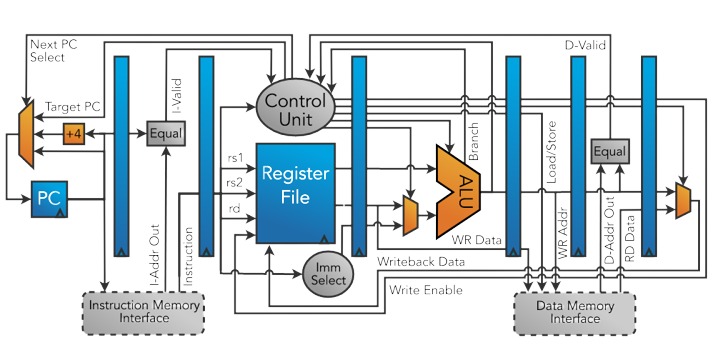 Next PC
Select
D-Valid
Target PC
I-Valid
+4
Equal
Control
Unit
Branch
Load/Store
Equal
rs1
rs2
rd
Register
File
ALU
PC
I-Addr Out
Instruction
WR Data
WR Addr
D-Addr Out
RD Data
Imm
Select
Writeback Data
Write Enable
Instruction Memory
Interface
Data Memory
Interface